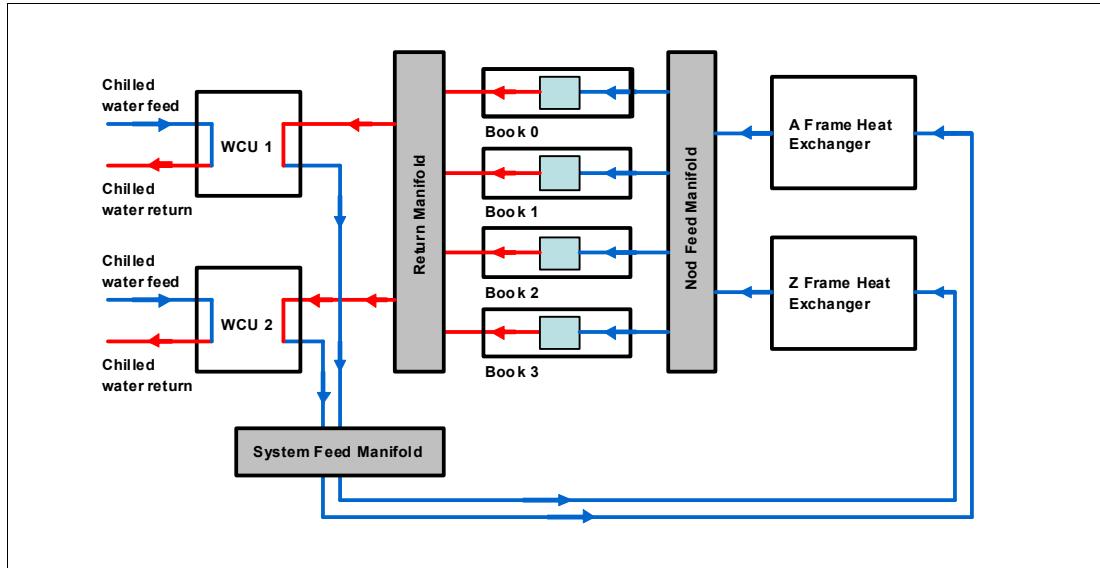 Chilled
water feed
WCU 1
Chilled
water return
Chilled
water feed
WCU 2
Chilled
water return
System Feed Manifold
Return Manifold
Book 0
Book 1
Book 2
Book 3
Nod Feed Manifold
A Frame Heat
Exchanger
Z Frame Heat
Exchanger